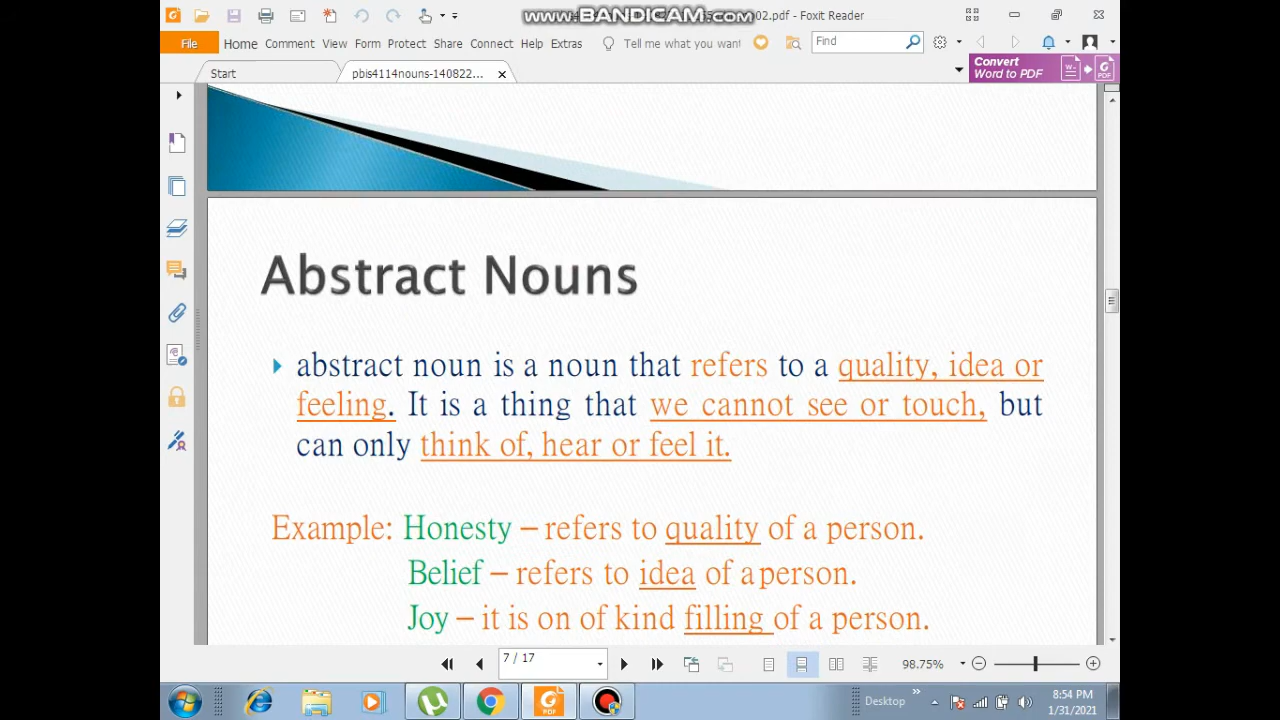 www.BANDICAM.com
02.pdf - Foxit Reader
File Home Comment View Form Protect Share Connect Help Extras Tell me what you want Find
Convert
Word to PDF
Start pbis4114nouns-140822...
Abstract Nouns
abstract noun is a noun that refers to a quality, idea or
feeling. It is a thing that we cannot see or touch, but
can only think of, hear or feel it.
Example: Honesty – refers to quality of a person.
Belief – refers to idea of a person.
Joy – it is on of kind filling of a person.
7 / 17
98.75%
Desktop
8:54 PM
1/31/2021